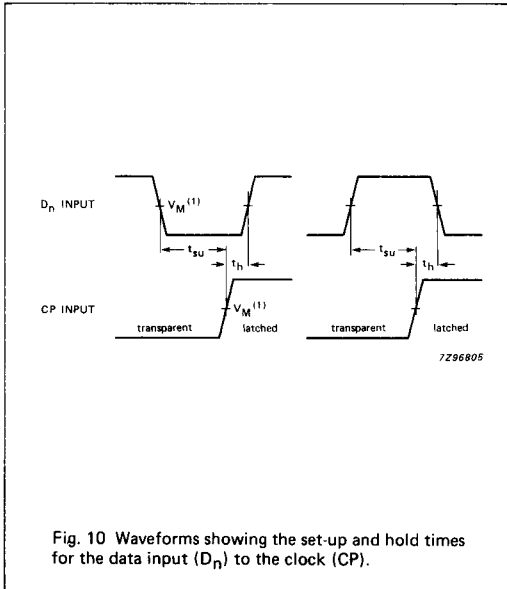 Dn INPUT
VM(1)
tsu
tsu
th
th
CP INPUT
VM(1)
transparent
latched
transparent
latched
7Z96805
Fig. 10 Waveforms showing the set-up and hold times
for the data input (Dn) to the clock (CP).